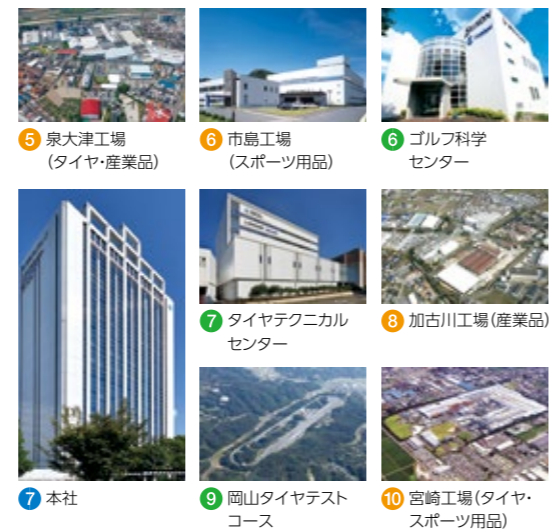 5 泉大津工場
(タイヤ・産業品)
6 市島工場
(スポーツ用品)
6 ゴルフ科学
センター
7 本社
7 タイヤテクニカル
センター
8 加古川工場(産業品)
9 岡山タイヤテスト
コース
10 宮崎工場(タイヤ・
スポーツ用品)